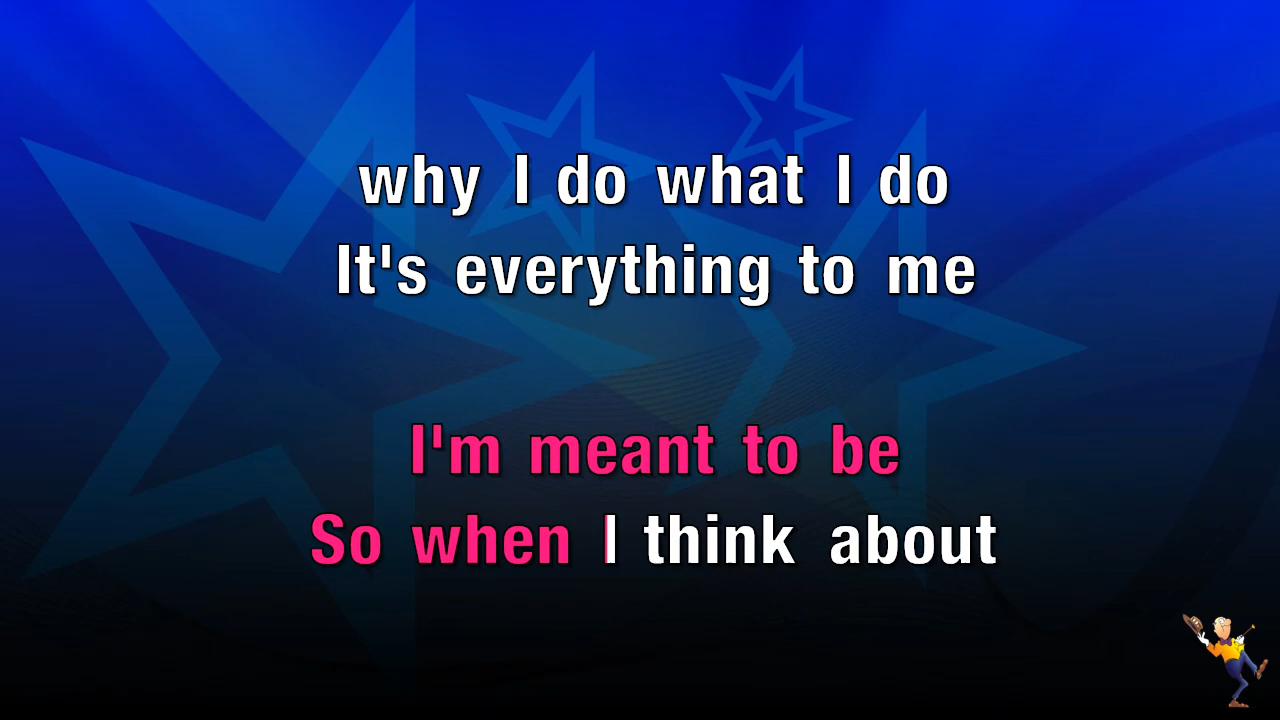 why I do what I do
It's everything to me
I'm meant to be
So when I think about